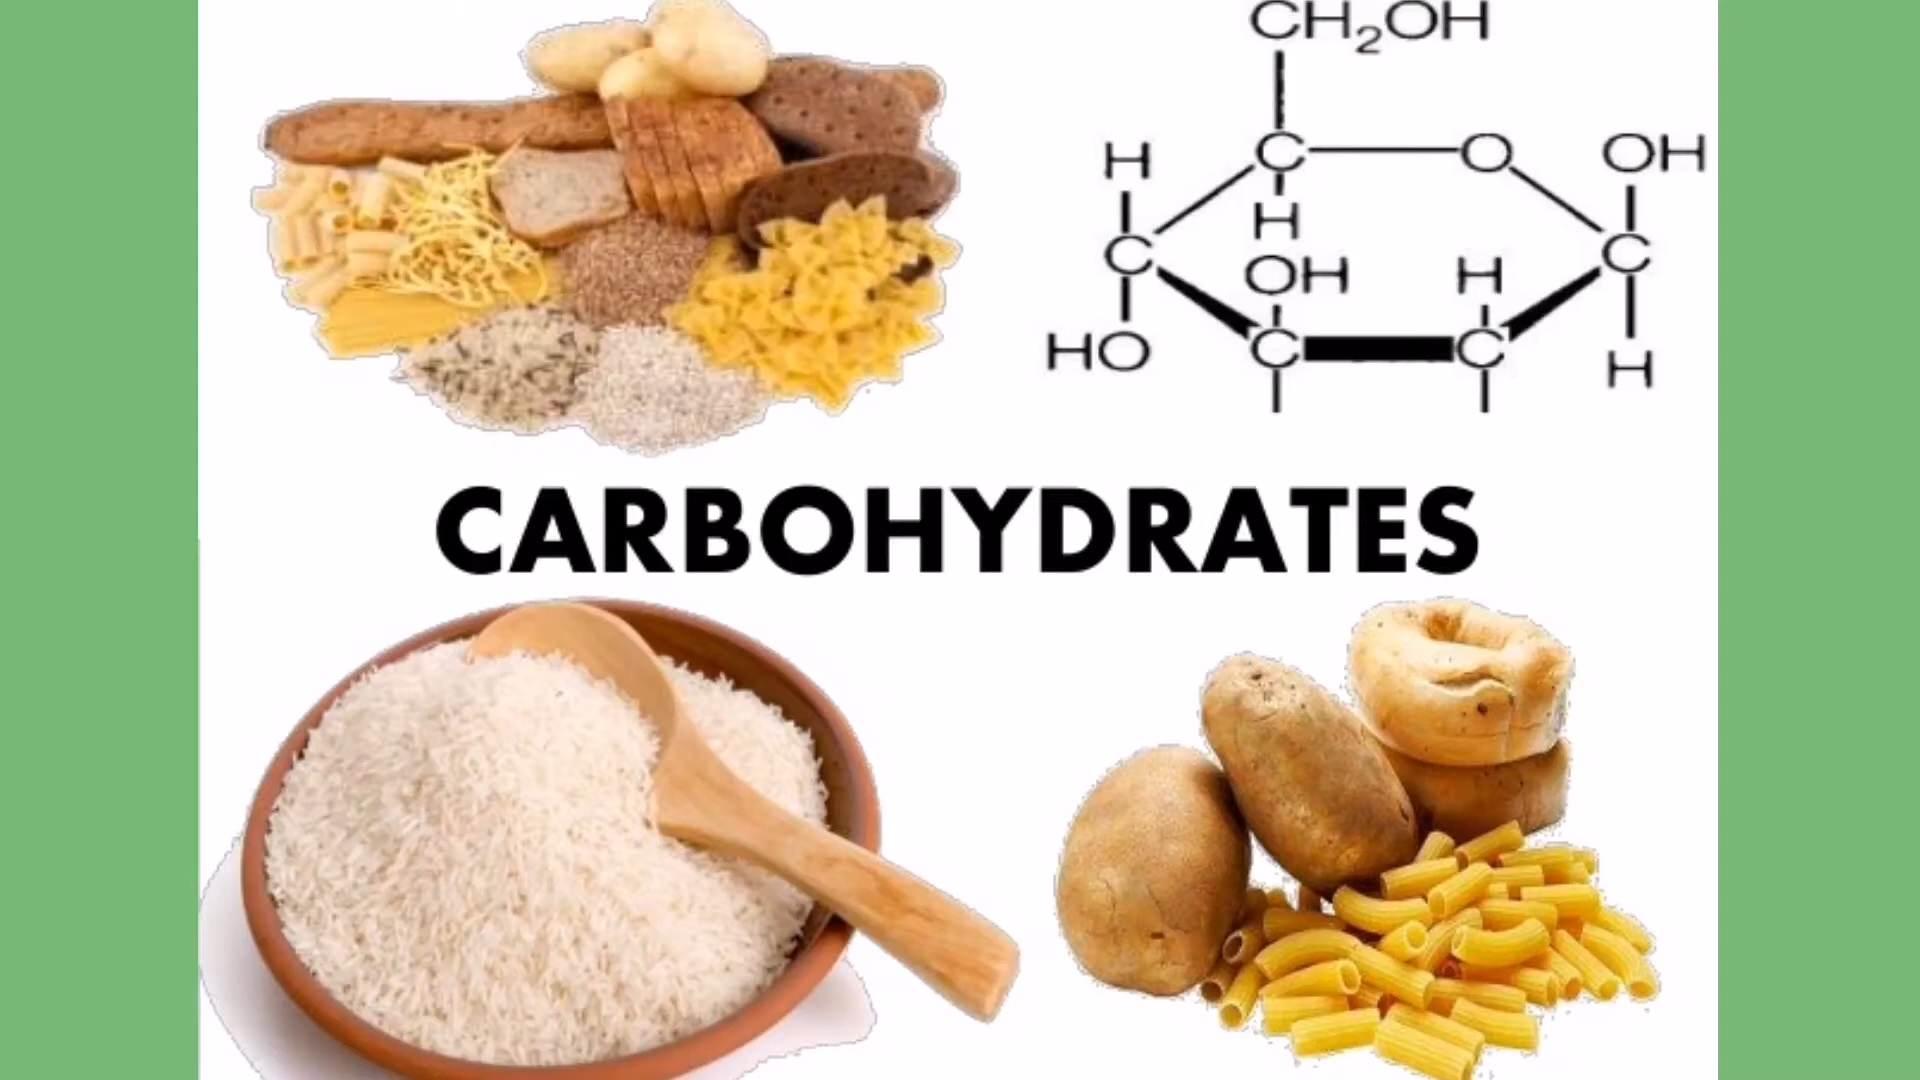 CH₂OH
H C O OH
H
C C
OH H
HO C C H
CARBOHYDRATES